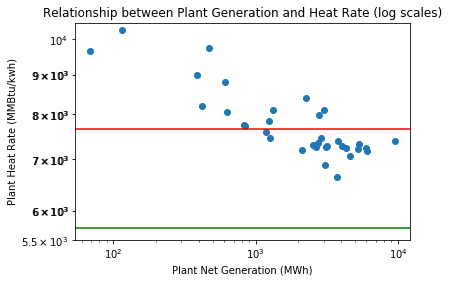 Relationship between Plant Generation and Heat Rate (log scales)
Plant Heat Rate (MMBtu/kwh)
10⁴
9 × 10³
8 × 10³
7 × 10³
6 × 10³
5.5 × 10³
10² 10³ 10⁴
Plant Net Generation (MWh)